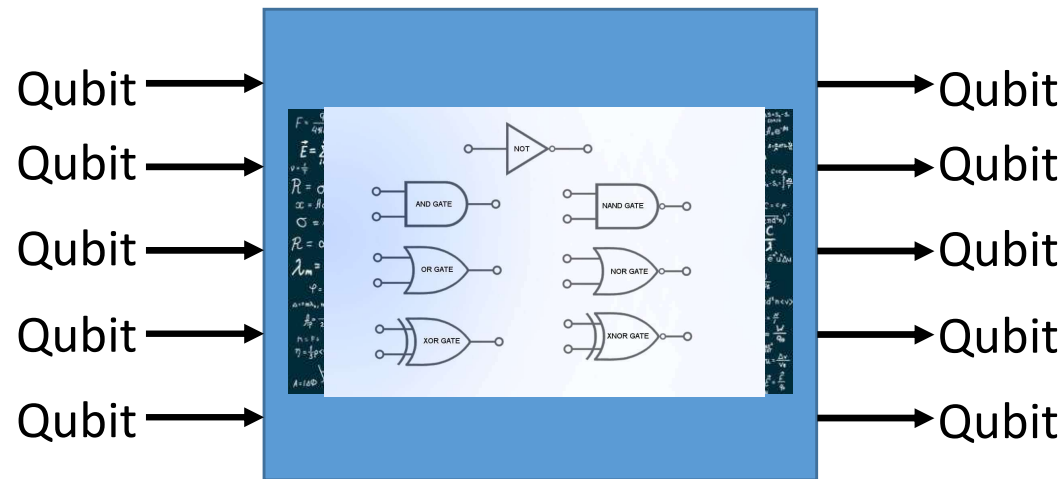 Qubit
Qubit
Qubit
Qubit
Qubit
NOT
AND GATE
NAND GATE
OR GATE
NOR GATE
XOR GATE
XNOR GATE
Qubit
Qubit
Qubit
Qubit
Qubit